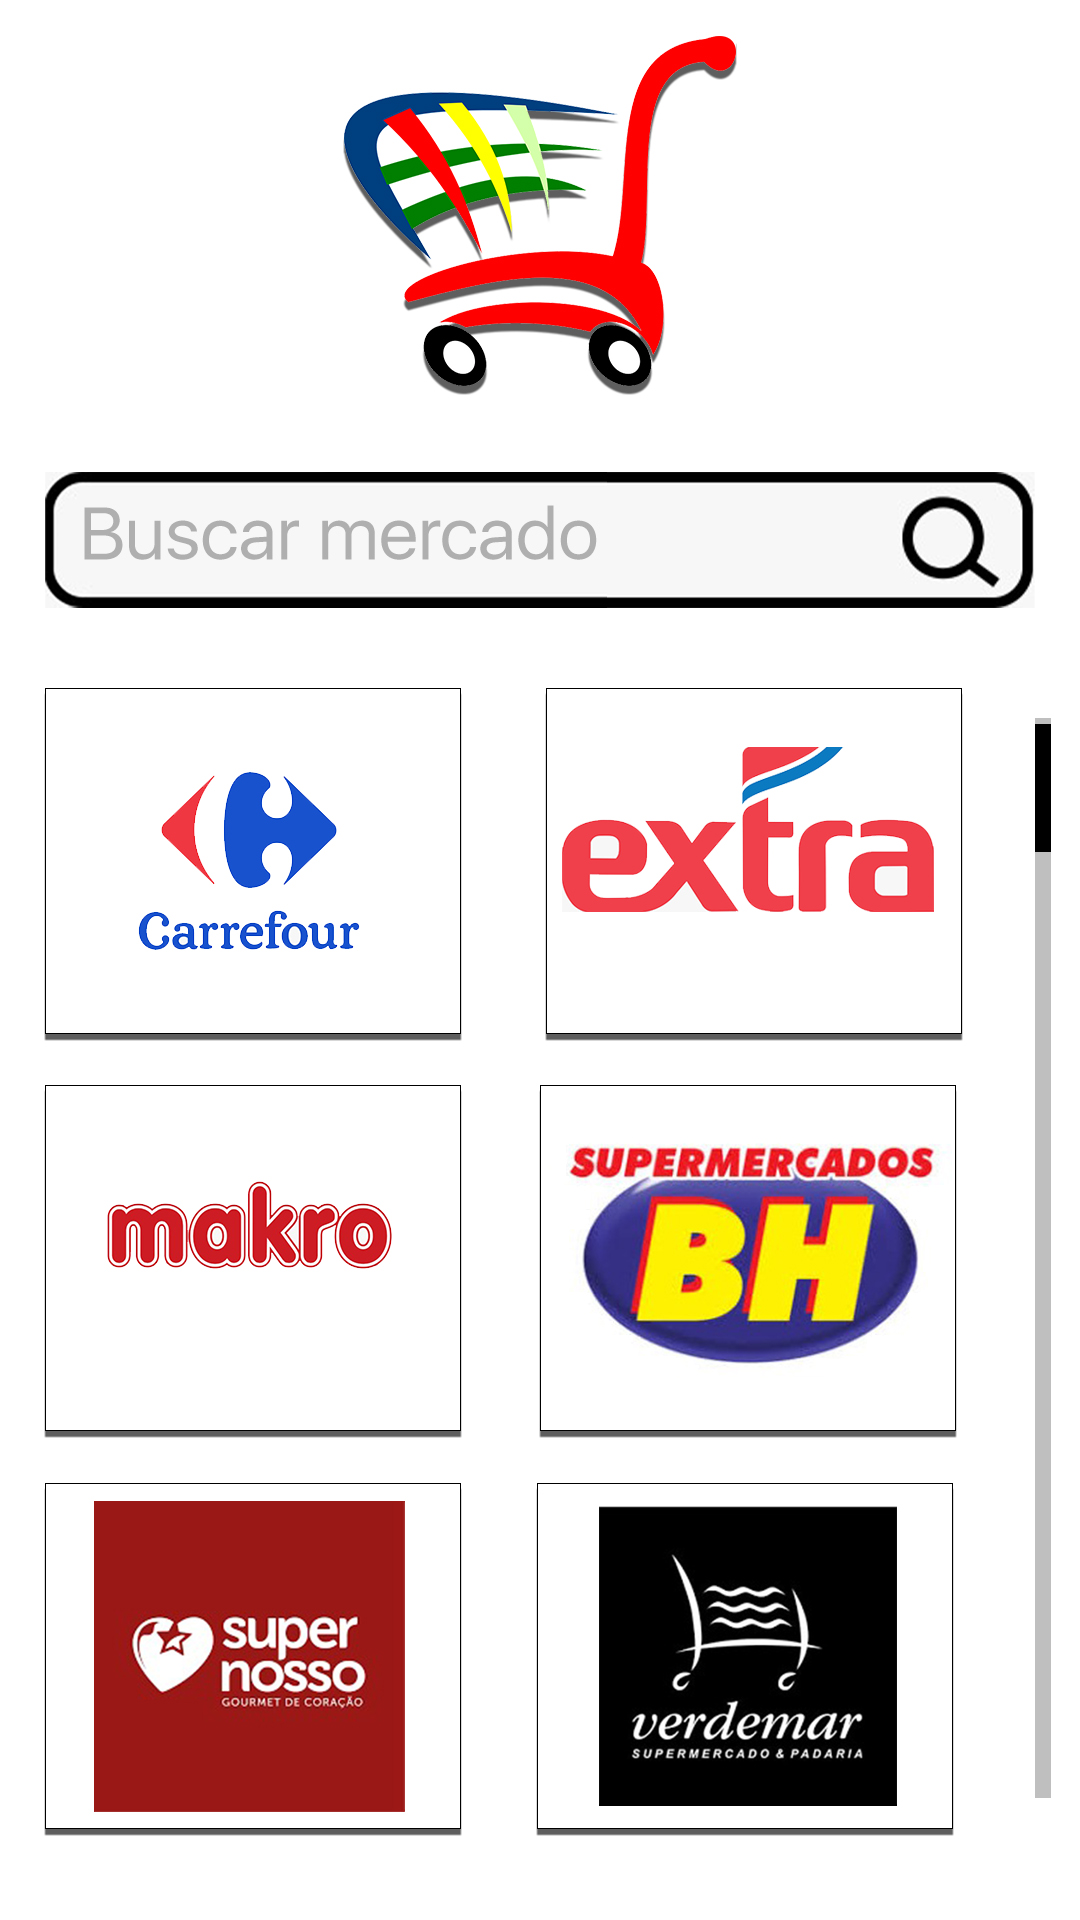 Buscar mercado
Carrefour
extra
makro
SUPERMERCADOS
BH
super
nosso
GOURMET DE CORAÇÃO
verdemar
SUPERMERCADO & PADARIA